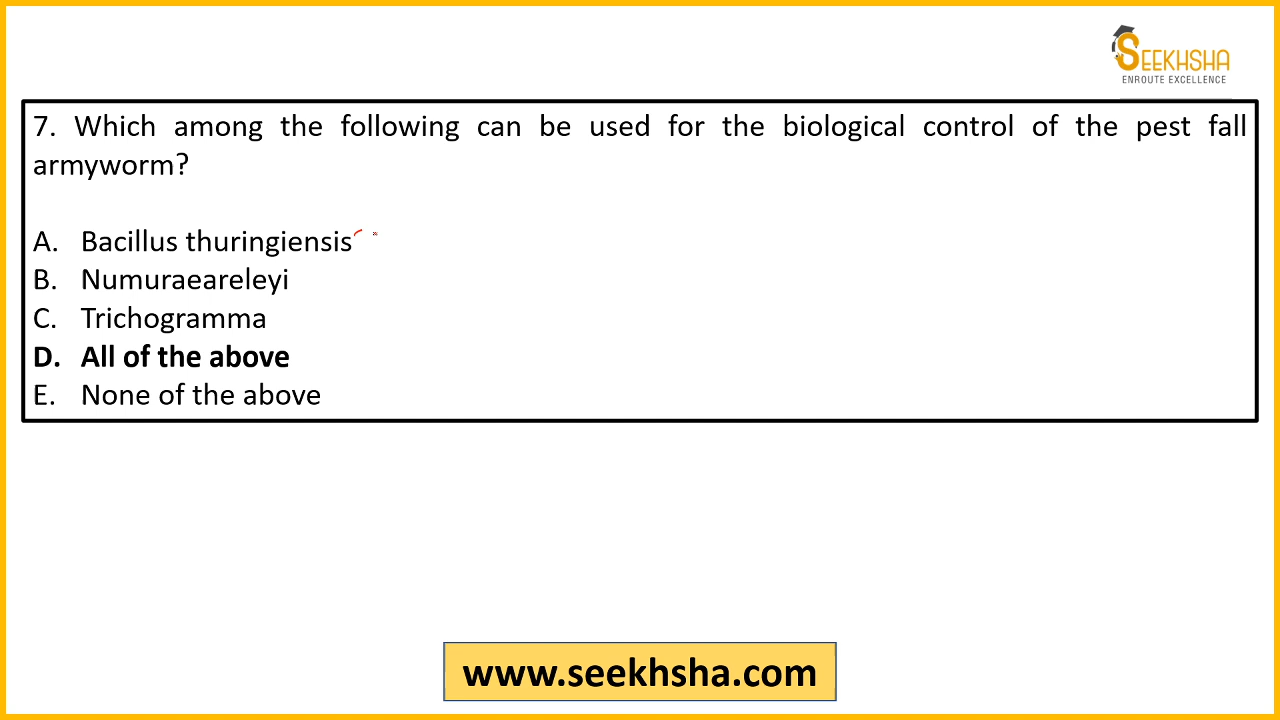 SEEKHSHA
ENROUTE EXCELLENCE
7. Which among the following can be used for the biological control of the pest fall
armyworm?
A. Bacillus thuringiensis
B. Numuraeareleyi
C. Trichogramma
D. All of the above
E. None of the above
www.seekhsha.com